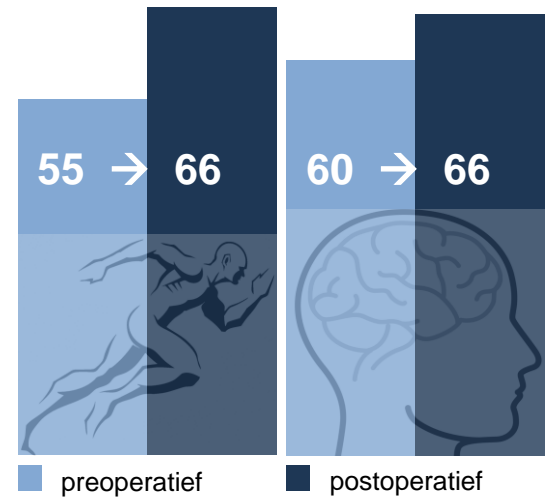 55 → 66 60 → 66
preoperatief postoperatief